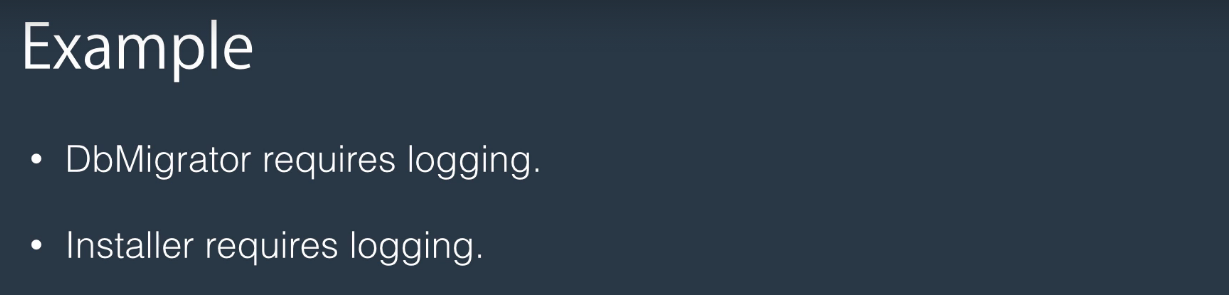 Example
• DbMigrator requires logging.
• Installer requires logging.